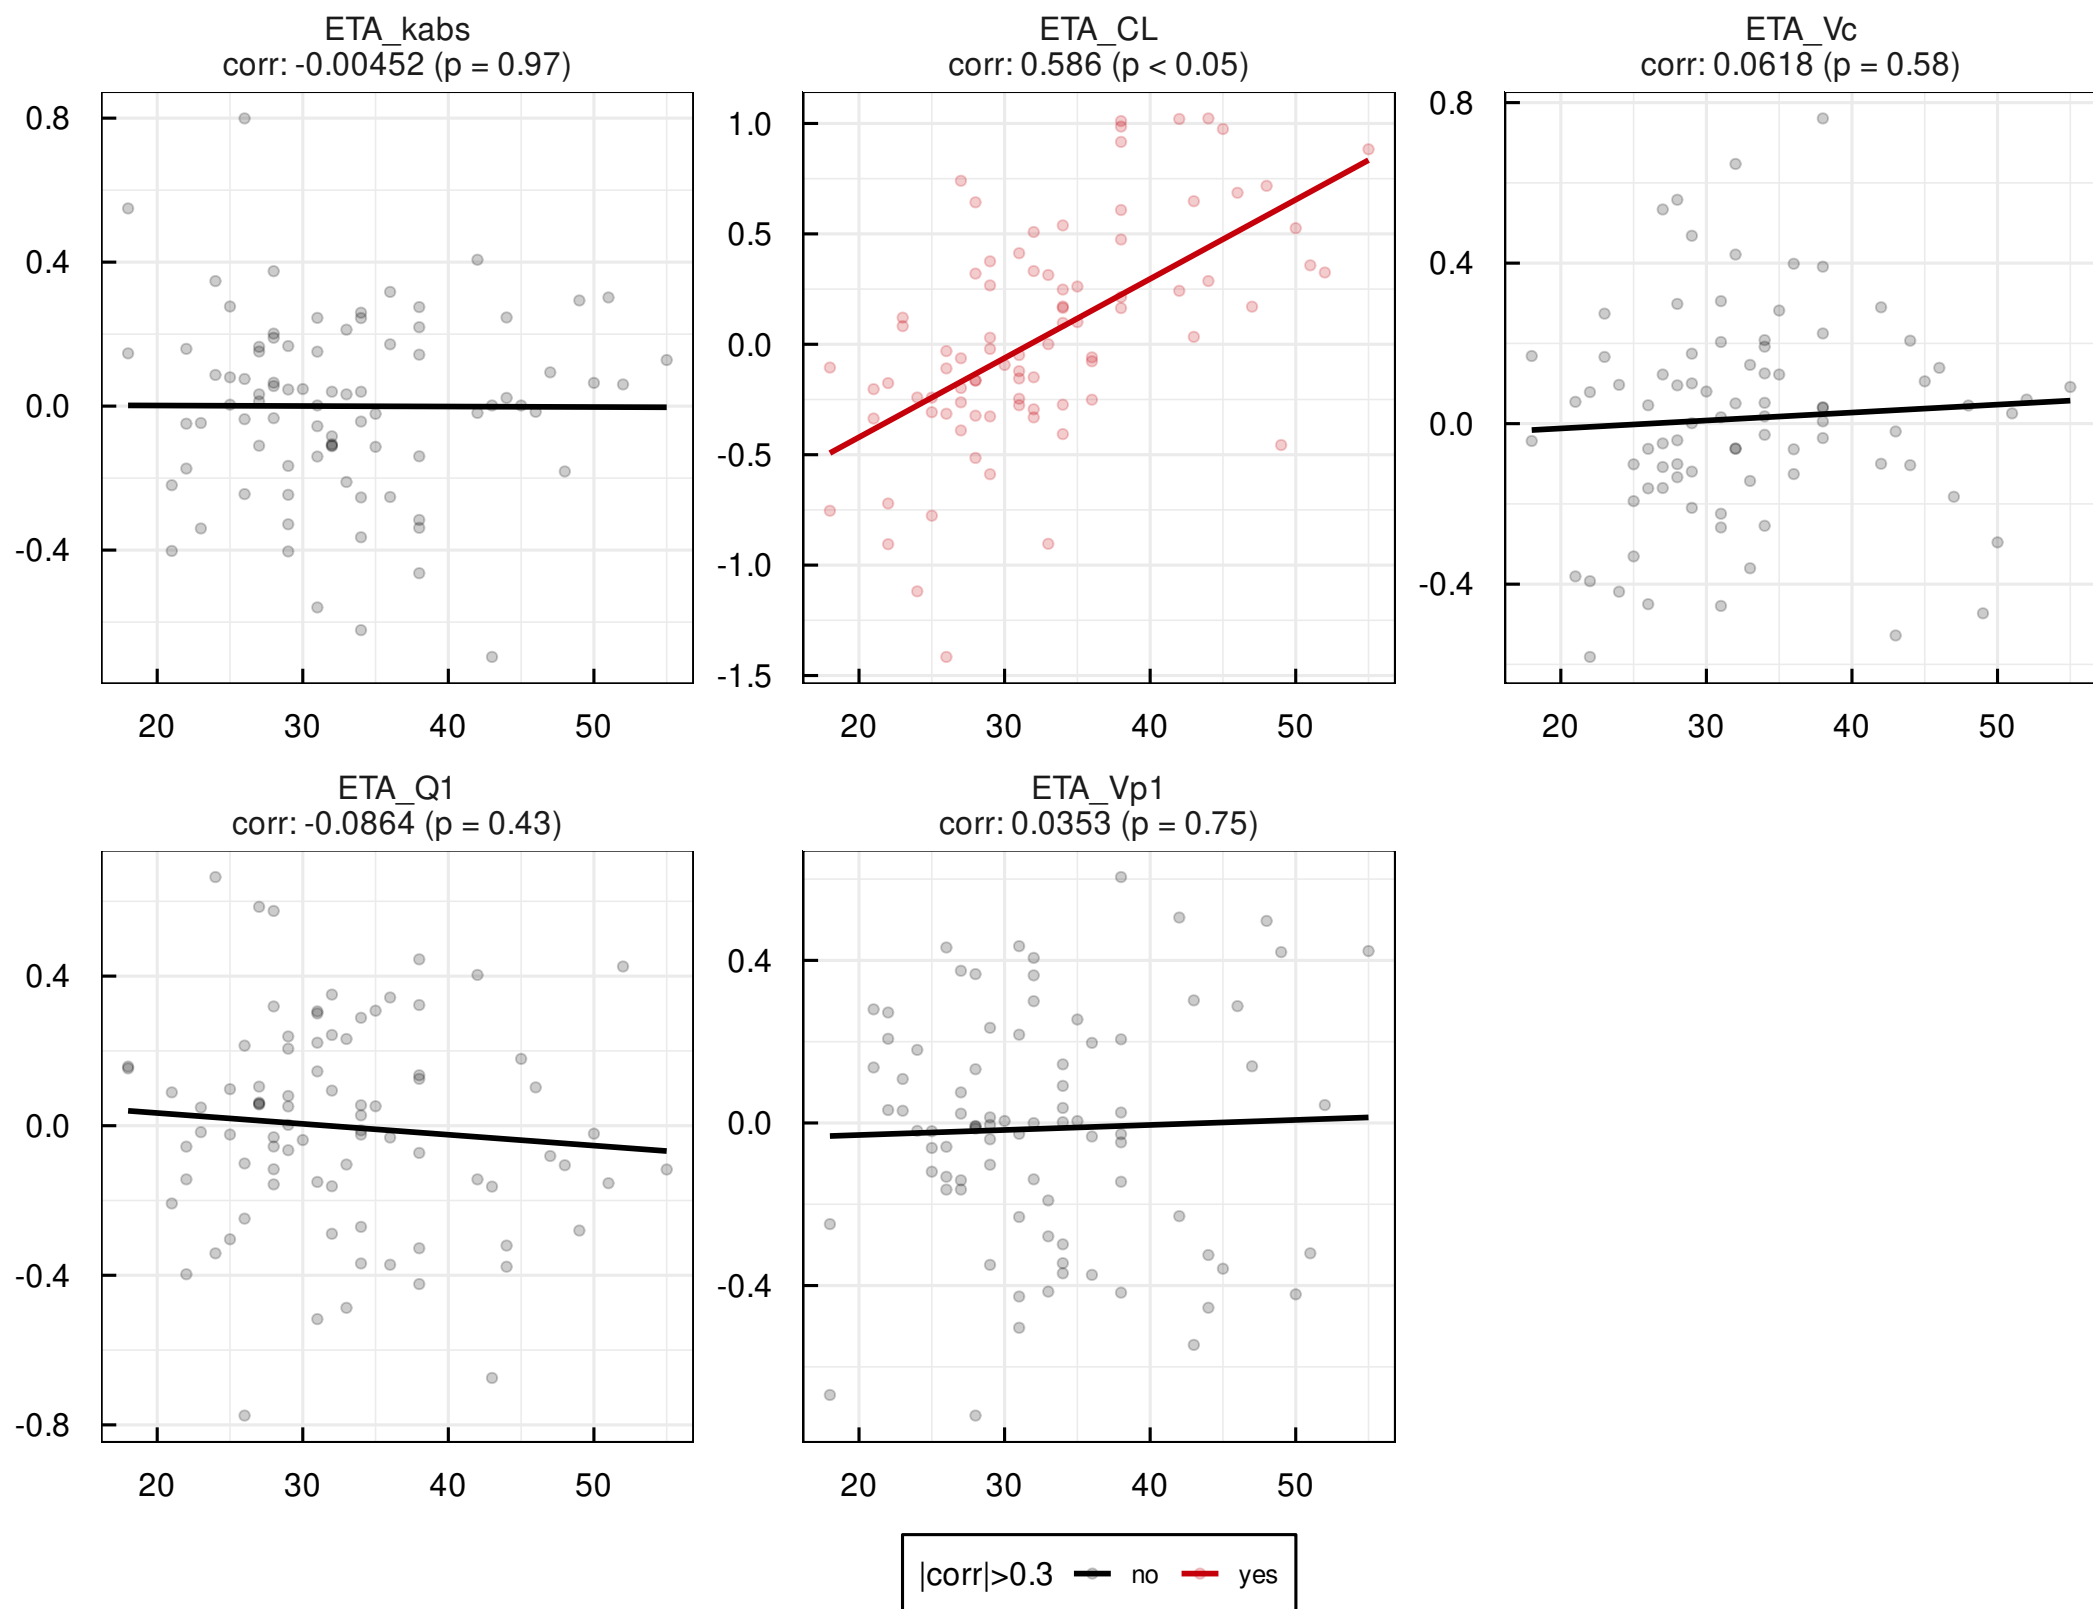 ETA_kabs
corr: -0.00452 (p = 0.97)
0.8
0.4
0.0
-0.4
20 30 40 50
ETA_CL
corr: 0.586 (p < 0.05)
1.0
0.5
0.0
-0.5
-1.0
-1.5
20 30 40 50
ETA_Vc
corr: 0.0618 (p = 0.58)
0.8
0.4
0.0
-0.4
20 30 40 50
ETA_Q1
corr: -0.0864 (p = 0.43)
0.4
0.0
-0.4
-0.8
20 30 40 50
ETA_Vp1
corr: 0.0353 (p = 0.75)
0.4
0.0
-0.4
20 30 40 50
|corr|>0.3 no yes